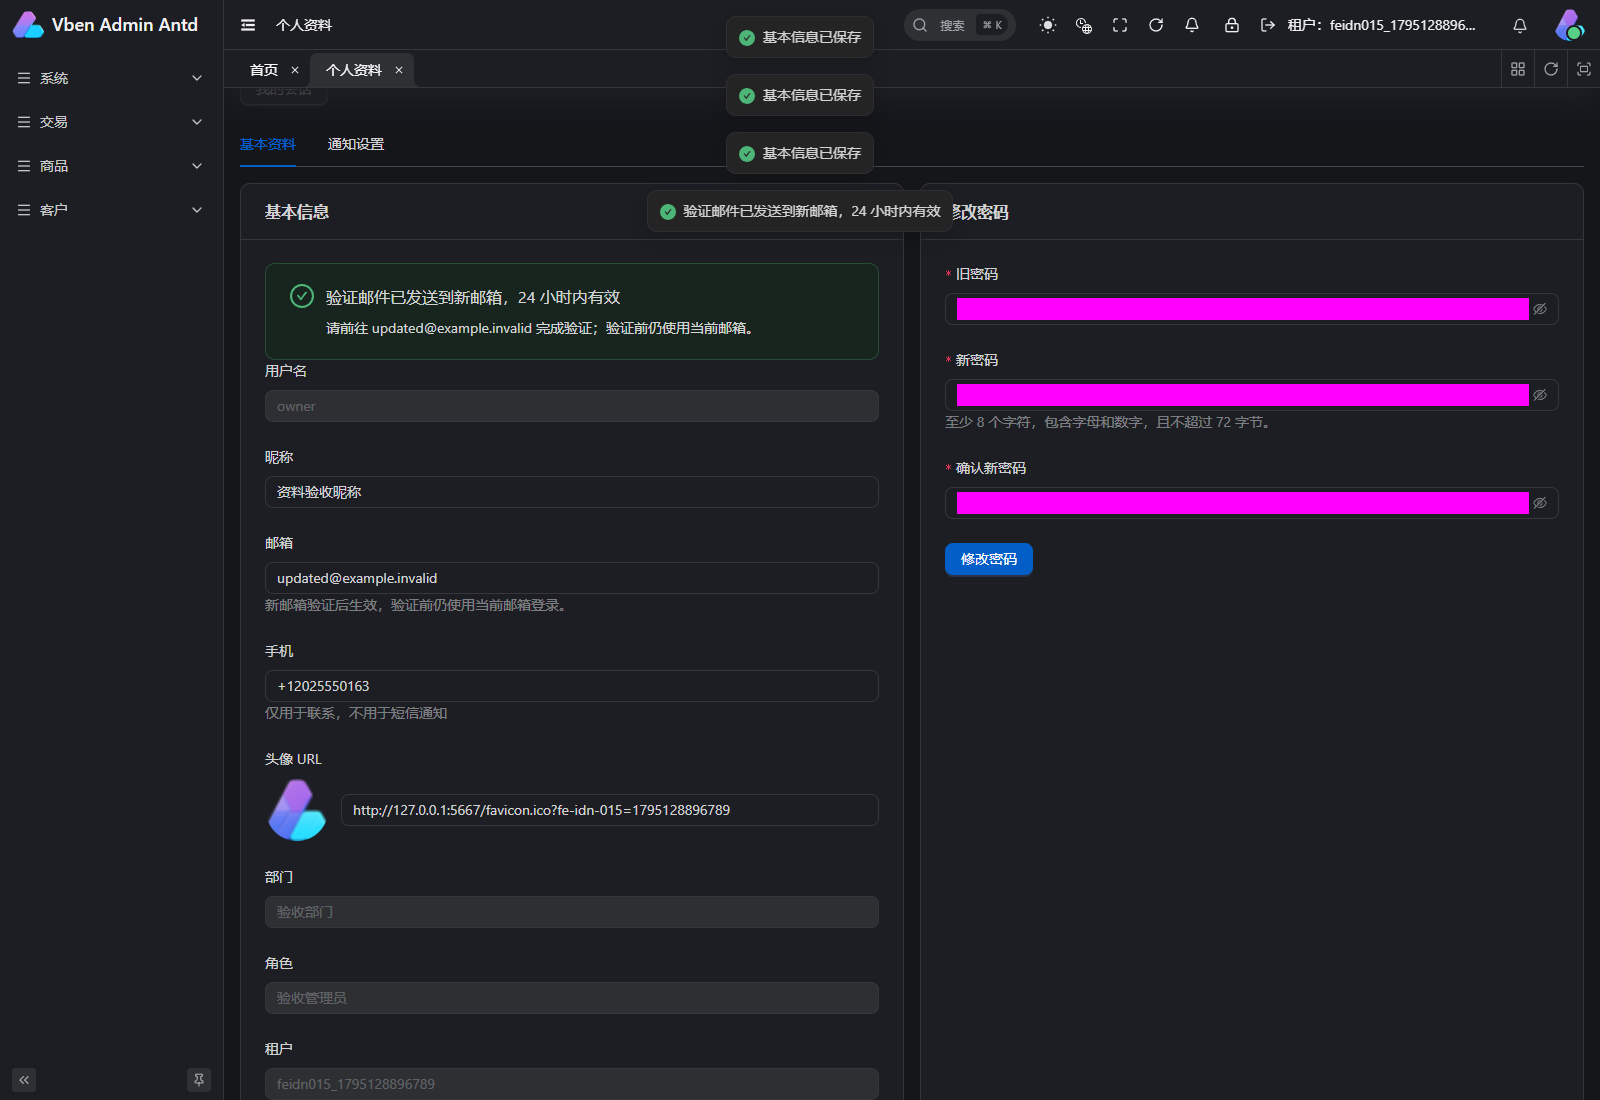 Vben Admin Antd
个人资料
搜索
⌘ K
租户：feidn015_1795128896...
系统
交易
商品
客户
首页
个人资料
我的会话
基本信息已保存
基本信息已保存
基本信息已保存
验证邮件已发送到新邮箱，24 小时内有效
基本资料
通知设置
基本信息
验证邮件已发送到新邮箱，24 小时内有效
请前往 updated@example.invalid 完成验证；验证前仍使用当前邮箱。
用户名
owner
昵称
资料验收昵称
邮箱
updated@example.invalid
新邮箱验证后生效，验证前仍使用当前邮箱登录。
手机
+12025550163
仅用于联系，不用于短信通知
头像 URL
http://127.0.0.1:5667/favicon.ico?fe-idn-015=1795128896789
部门
验收部门
角色
验收管理员
租户
feidn015_1795128896789
修改密码
* 旧密码
* 新密码
至少 8 个字符，包含字母和数字，且不超过 72 字节。
* 确认新密码
修改密码